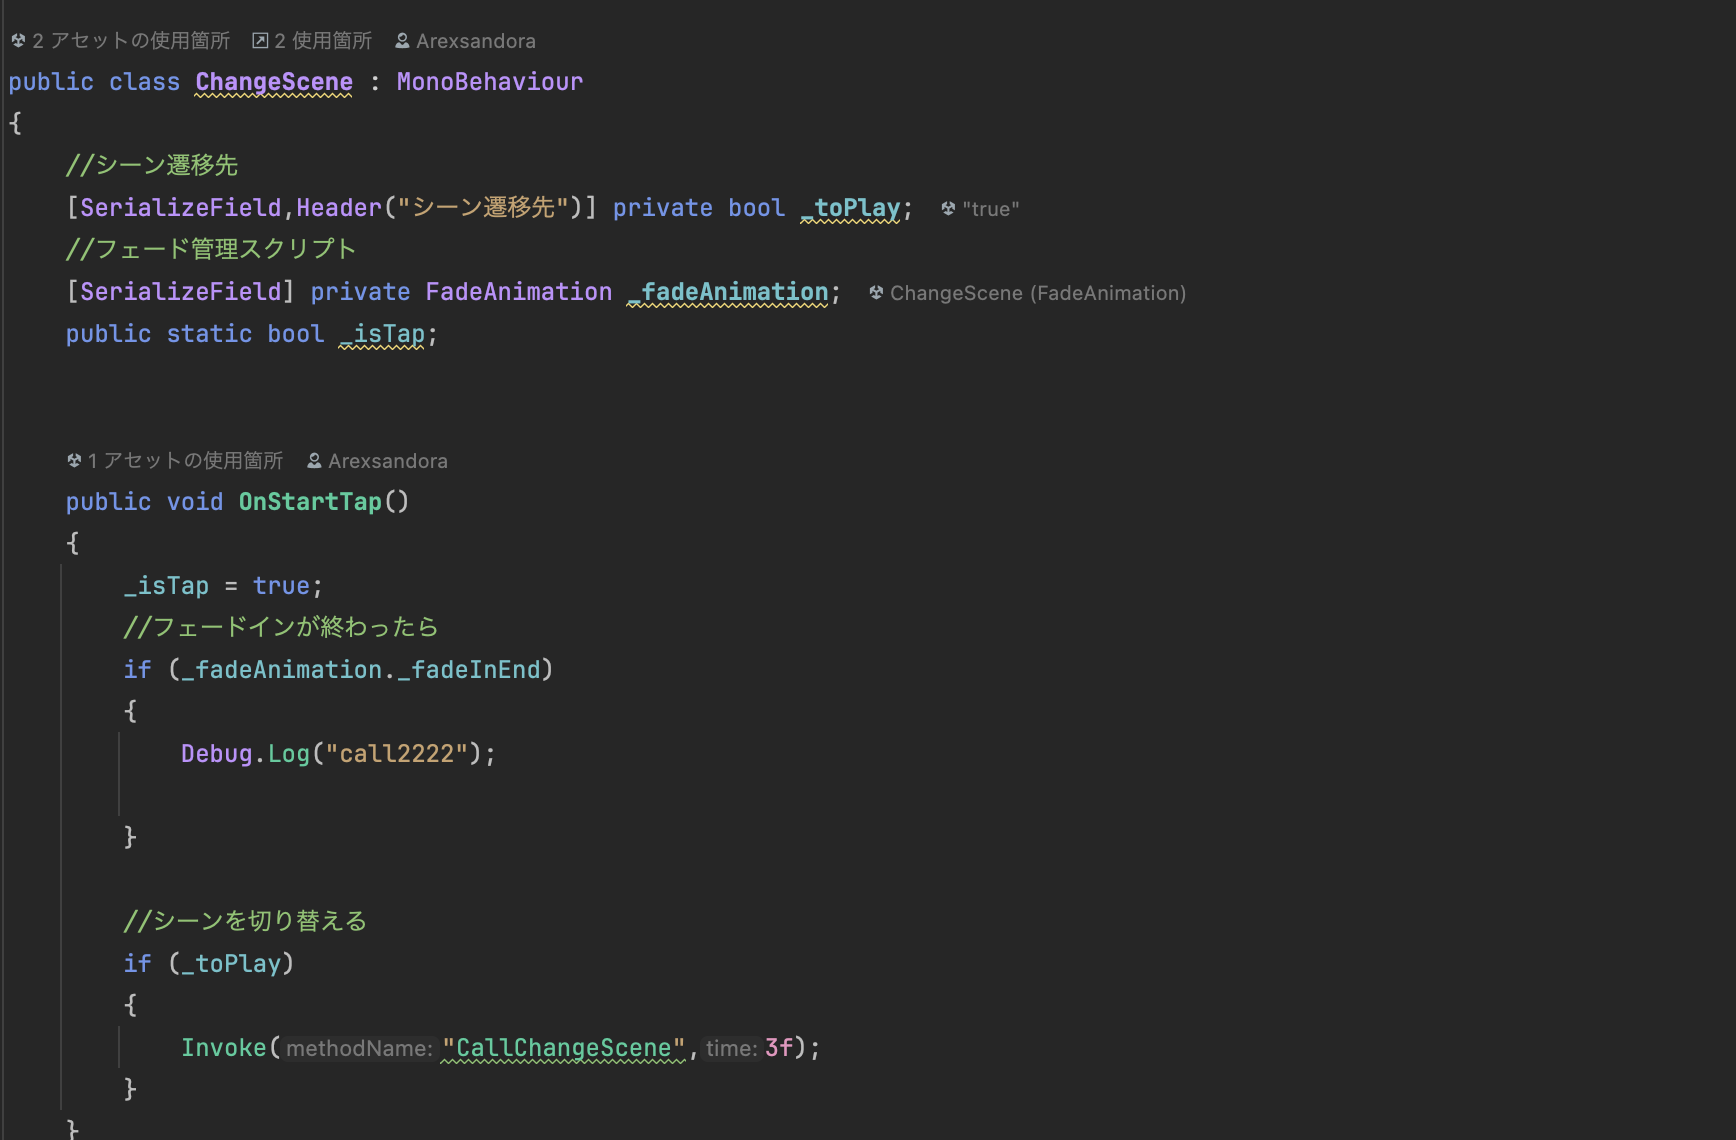 2 アセットの使用箇所 2 使用箇所 Arexsandora
public class ChangeScene : MonoBehaviour
{
//シーン遷移先
[SerializeField,Header("シーン遷移先")] private bool _toPlay; "true"
//フェード管理スクリプト
[SerializeField] private FadeAnimation _fadeAnimation; ChangeScene (FadeAnimation)
public static bool _isTap;
1 アセットの使用箇所 Arexsandora
public void OnStartTap()
{
_isTap = true;
//フェードインが終わったら
if (_fadeAnimation._fadeInEnd)
{
Debug.Log("call2222");
}
//シーンを切り替える
if (_toPlay)
{
Invoke(methodName:"CallChangeScene",time:3f);
}
}